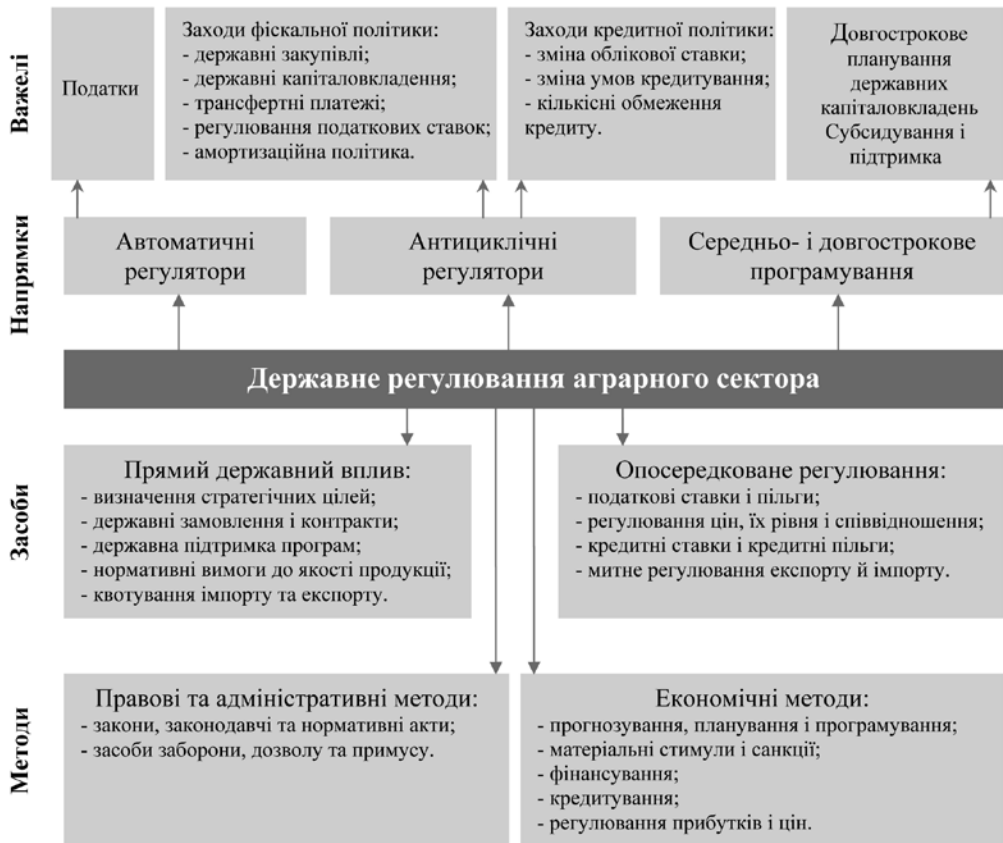 Важелі
Податки
Заходи фіскальної політики:
- державні закупівлі;
- державні капіталовкладення;
- трансфертні платежі;
- регулювання податкових ставок;
- амортизаційна політика.
Заходи кредитної політики:
- зміна облікової ставки;
- зміна умов кредитування;
- кількісні обмеження
кредиту.
Довгострокове
планування
державних
капіталовкладень
Субсидування і
підтримка
Напрямки
Автоматичні
регулятори
Антициклічні
регулятори
Середньо- і довгострокове
програмування
Державне регулювання аграрного сектора
Засоби
Прямий державний вплив:
- визначення стратегічних цілей;
- державні замовлення і контракти;
- державна підтримка програм;
- нормативні вимоги до якості продукції;
- квотування імпорту та експорту.
Опосередковане регулювання:
- податкові ставки і пільги;
- регулювання цін, їх рівня і співвідношення;
- кредитні ставки і кредитні пільги;
- митне регулювання експорту й імпорту.
Методи
Правові та адміністративні методи:
- закони, законодавчі та нормативні акти;
- засоби заборони, дозволу та примусу.
Економічні методи:
- прогнозування, планування і програмування;
- матеріальні стимули і санкції;
- фінансування;
- кредитування;
- регулювання прибутків і цін.